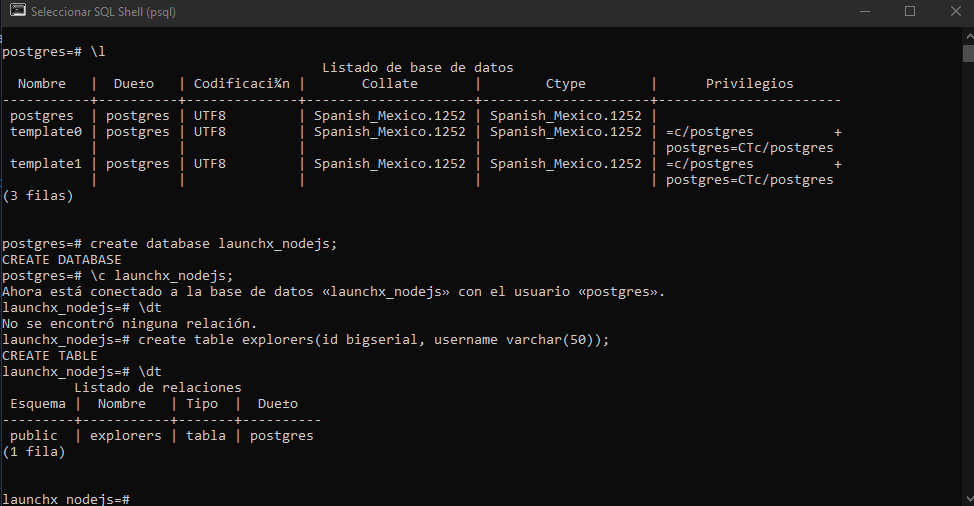 Seleccionar SQL Shell (psql)
postgres=# \l
Listado de base de datos
 Nombre    |  Due±o   | Codificaci¾n |       Collate       |        Ctype        |      Privilegios
-----------+----------+--------------+---------------------+---------------------+-----------------------
 postgres  | postgres | UTF8         | Spanish_Mexico.1252 | Spanish_Mexico.1252 |
 template0 | postgres | UTF8         | Spanish_Mexico.1252 | Spanish_Mexico.1252 | =c/postgres          +
           |          |              |                     |                     | postgres=CTc/postgres
 template1 | postgres | UTF8         | Spanish_Mexico.1252 | Spanish_Mexico.1252 | =c/postgres          +
           |          |              |                     |                     | postgres=CTc/postgres
(3 filas)
postgres=# create database launchx_nodejs;
CREATE DATABASE
postgres=# \c launchx_nodejs;
Ahora está conectado a la base de datos «launchx_nodejs» con el usuario «postgres».
launchx_nodejs=# \dt
No se encontró ninguna relación.
launchx_nodejs=# create table explorers(id bigserial, username varchar(50));
CREATE TABLE
launchx_nodejs=# \dt
         Listado de relaciones
 Esquema |  Nombre   | Tipo  |  Due±o
---------+-----------+-------+----------
 public  | explorers | tabla | postgres
(1 fila)
launchx_nodejs=#